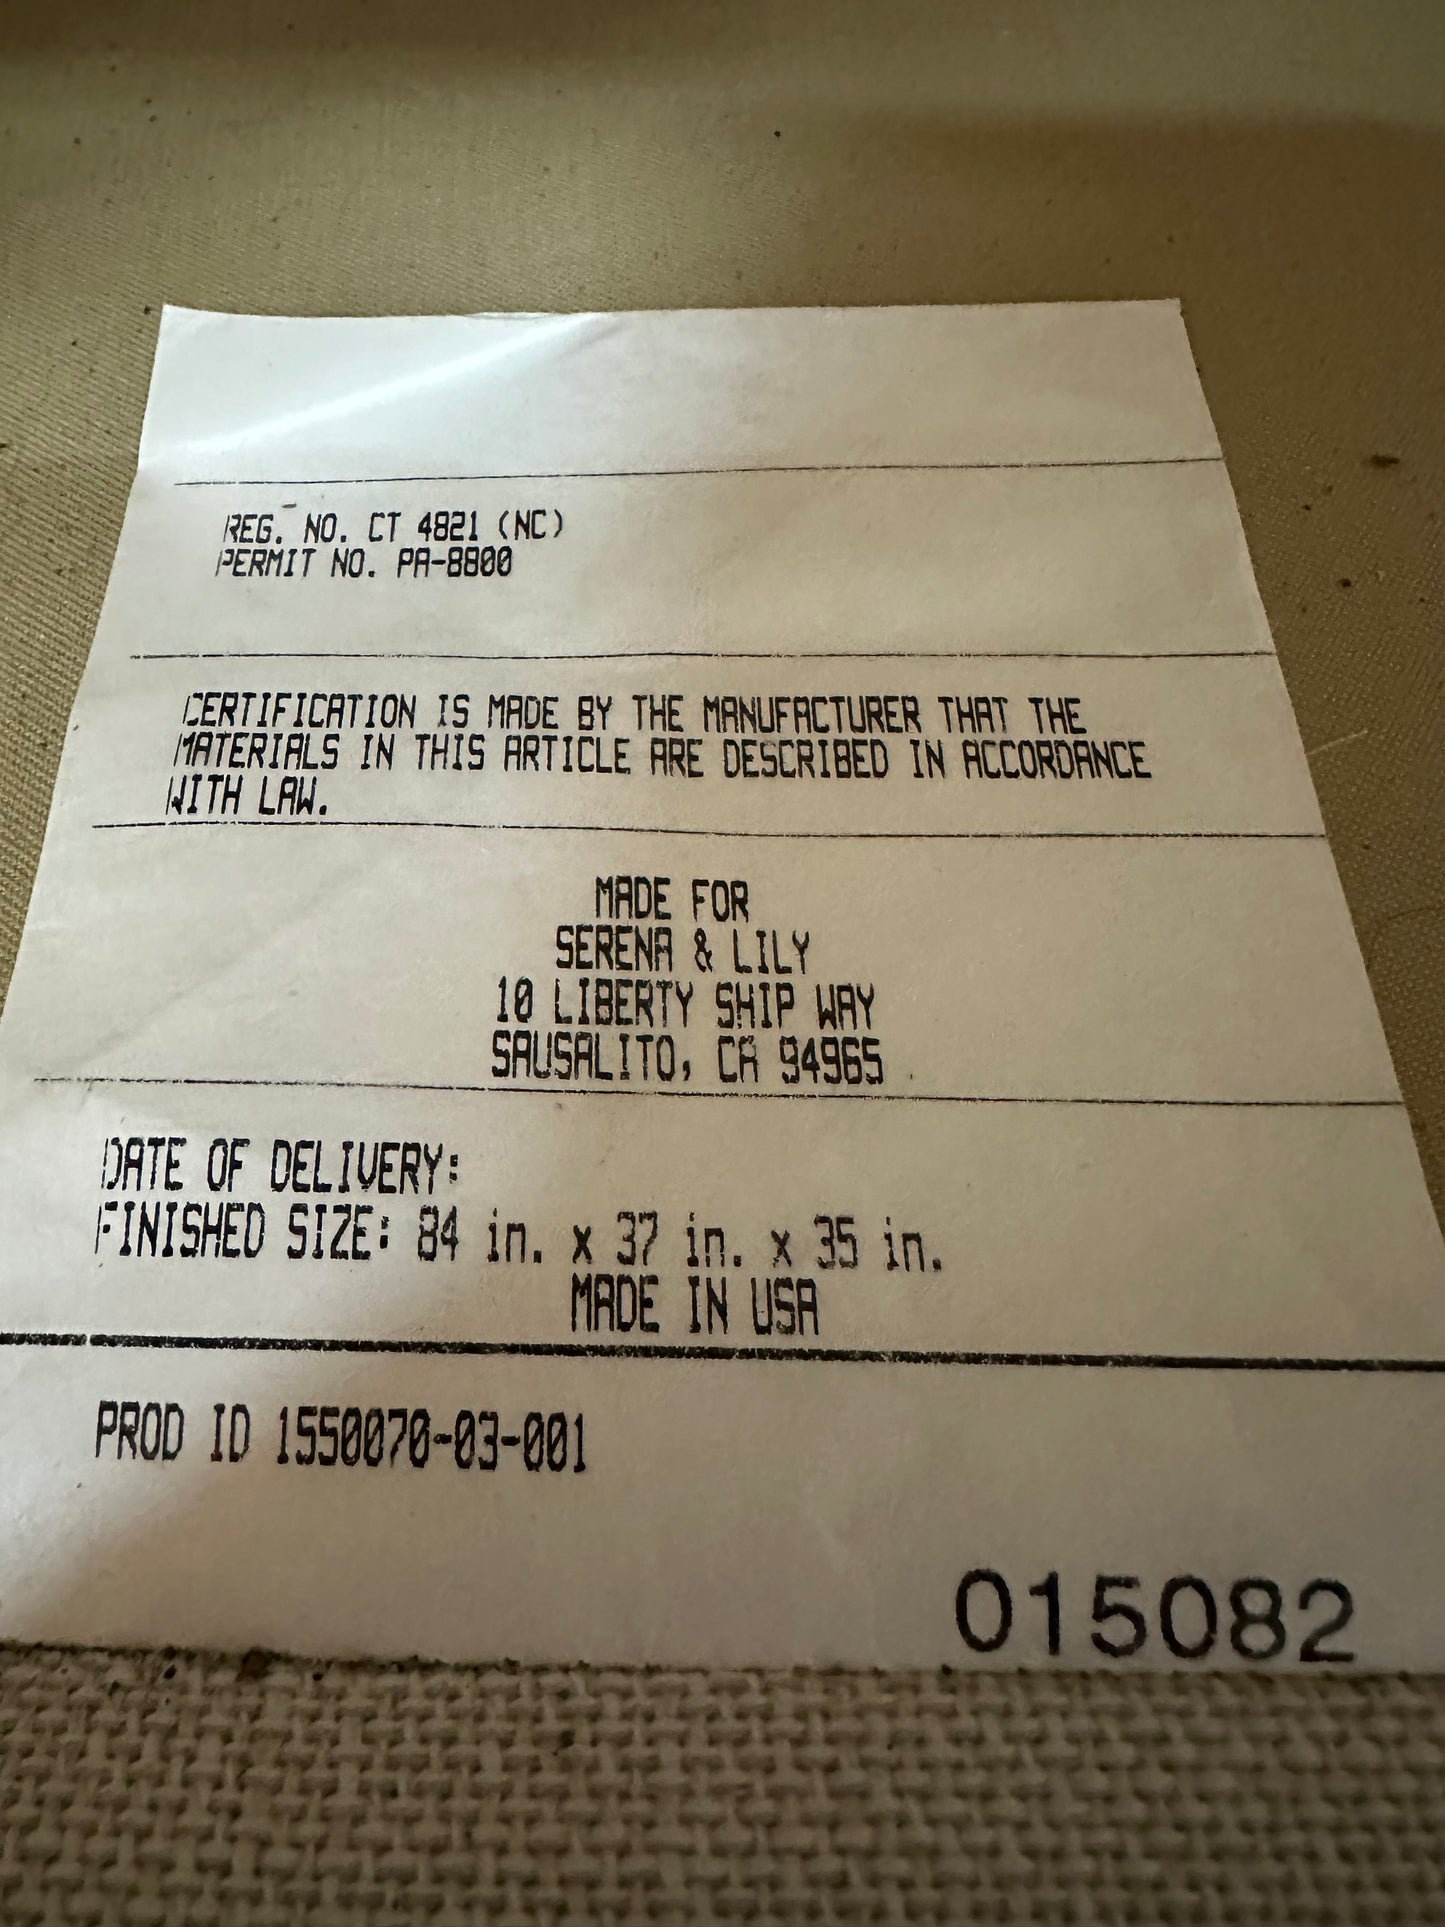 REG. NO. CT 4821 (NC)
PERMIT NO. PA-8800
CERTIFICATION IS MADE BY THE MANUFACTURER THAT THE
MATERIALS IN THIS ARTICLE ARE DESCRIBED IN ACCORDANCE
WITH LAW.
MADE FOR
SERENA & LILY
10 LIBERTY SHIP WAY
SAUSALITO, CA 94965
DATE OF DELIVERY:
FINISHED SIZE: 84 in. x 37 in. x 35 in.
MADE IN USA
PROD ID 1550070-03-001
015082